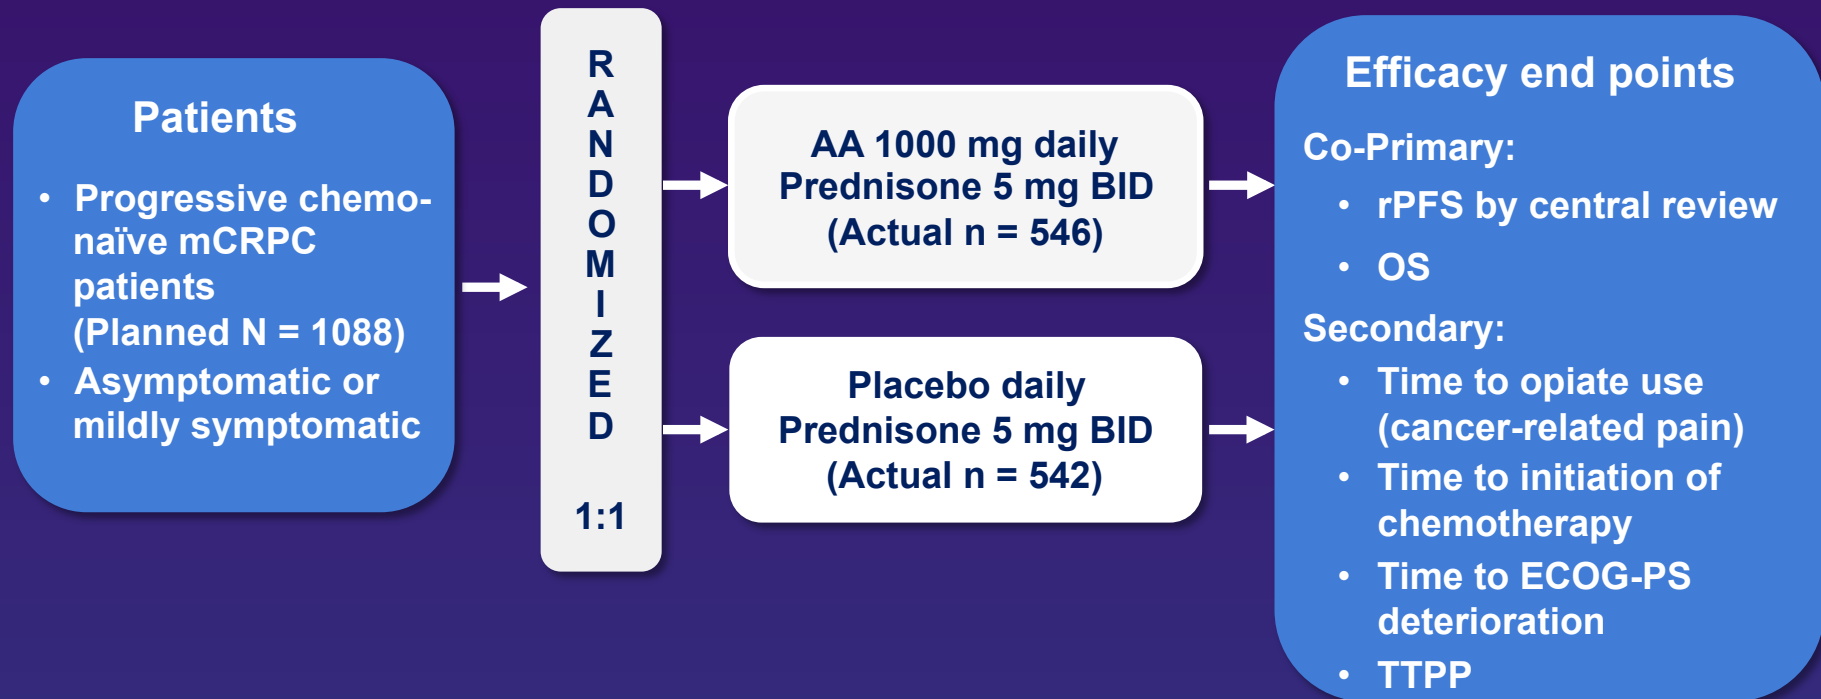 Patients
• Progressive chemo-
naïve mCRPC
patients
(Planned N = 1088)
• Asymptomatic or
mildly symptomatic
R
A
N
D
O
M
I
Z
E
D
1:1
AA 1000 mg daily
Prednisone 5 mg BID
(Actual n = 546)
Placebo daily
Prednisone 5 mg BID
(Actual n = 542)
Efficacy end points
Co-Primary:
• rPFS by central review
• OS
Secondary:
• Time to opiate use
(cancer-related pain)
• Time to initiation of
chemotherapy
• Time to ECOG-PS
deterioration
• TTPP